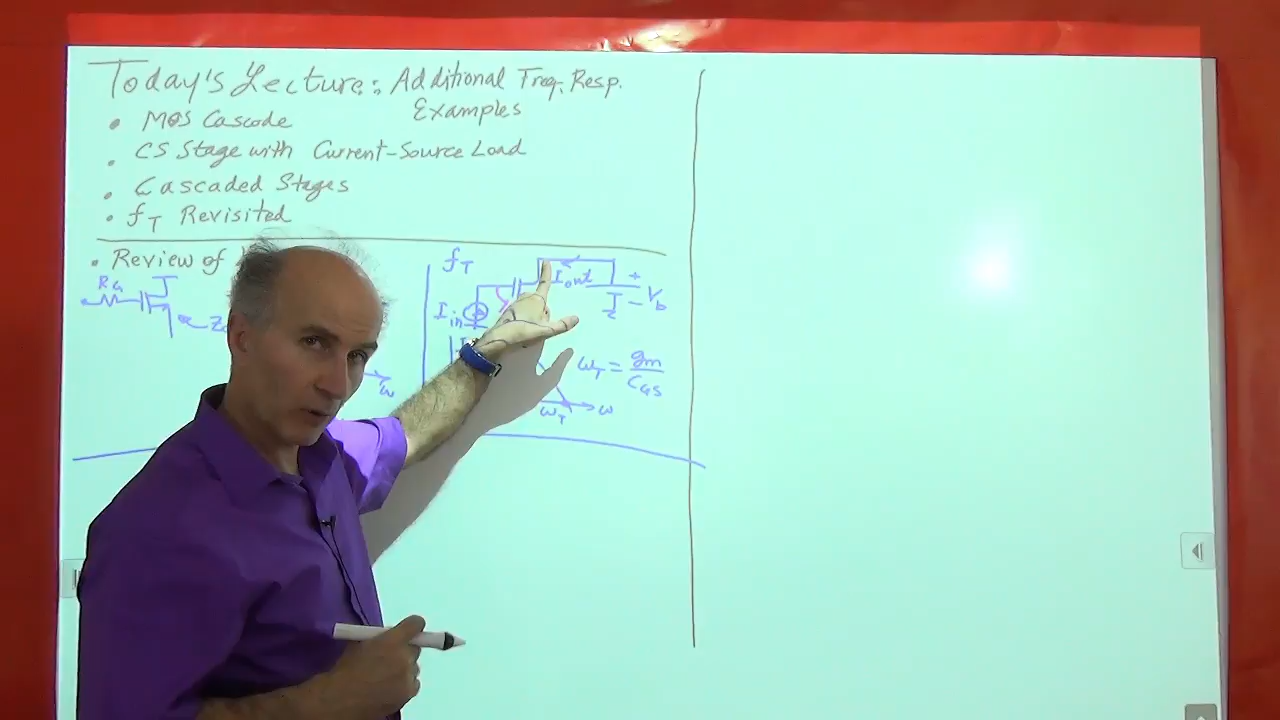 Today's Lecture: Additional Freq. Resp.
Examples
• MOS Cascode
• CS Stage with Current-Source Load
• Cascaded Stages
• fT Revisited
• Review of
RG
fT
Iout
+
Iin
- Vb
ωT = gm
CGS
ω
ωT ω